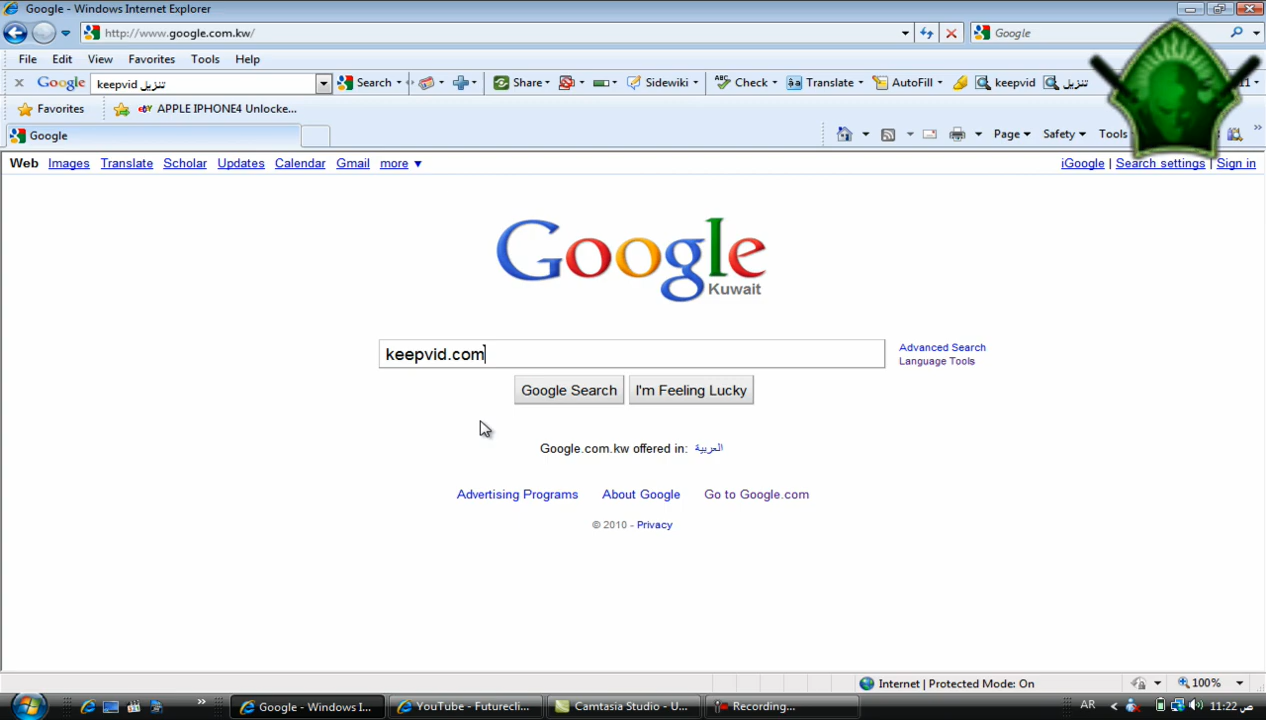 Google - Windows Internet Explorer
http://www.google.com.kw/
Google
File Edit View Favorites Tools Help
Google keepvid تنزيل Search Share Sidewiki Check Translate AutoFill keepvid تنزيل
Favorites APPLE IPHONE4 Unlocke...
Google Page Safety Tools
Web Images Translate Scholar Updates Calendar Gmail more iGoogle | Search settings | Sign in
Google
Kuwait
keepvid.com
Advanced Search
Language Tools
Google Search I'm Feeling Lucky
Google.com.kw offered in: العربية
Advertising Programs About Google Go to Google.com
© 2010 - Privacy
Internet | Protected Mode: On 100%
Google - Windows I... YouTube - Futurecli... Camtasia Studio - U... Recording... AR 11:22 ص